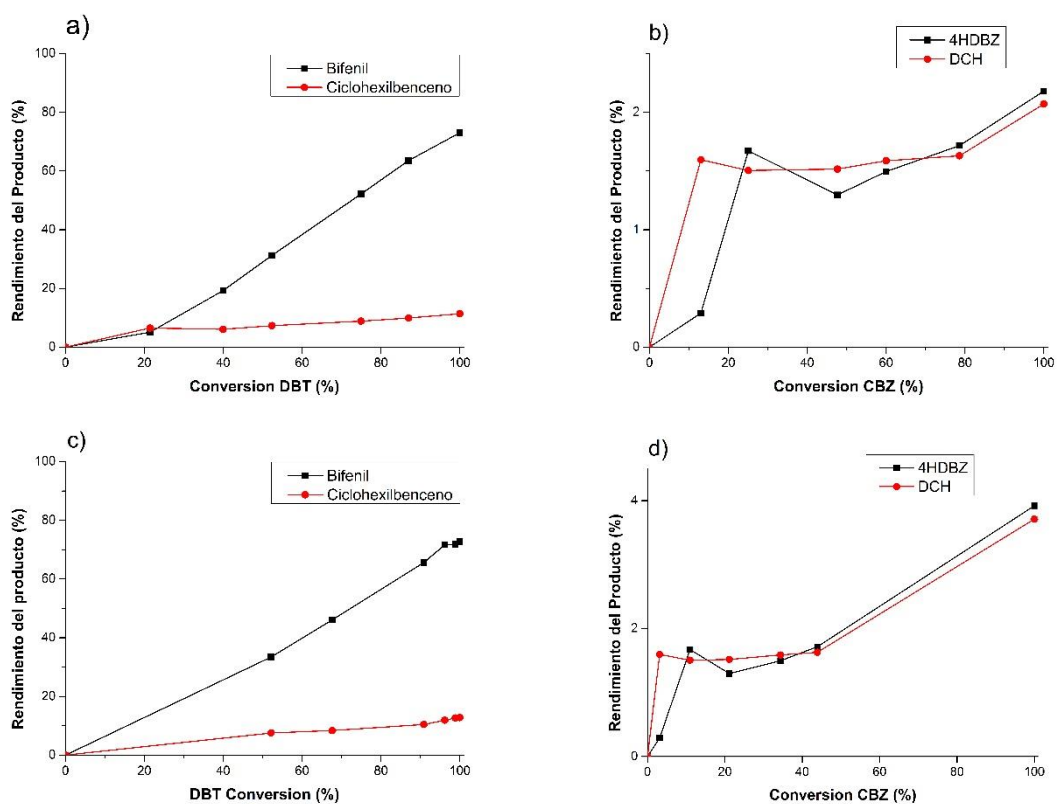 a)
Bifenil
Ciclohexilbenceno
Rendimiento del Producto (%)
100
80
60
40
20
0
0 20 40 60 80 100
Conversion DBT (%)
b)
4HDBZ
DCH
Rendimiento del Producto (%)
2
1
0
0 20 40 60 80 100
Conversion CBZ (%)
c)
Bifenil
Ciclohexilbenceno
Rendimiento del producto (%)
100
80
60
40
20
0
0 20 40 60 80 100
DBT Conversion (%)
d)
4HDBZ
DCH
Rendimiento del Producto (%)
4
2
0
0 20 40 60 80 100
Conversion CBZ (%)